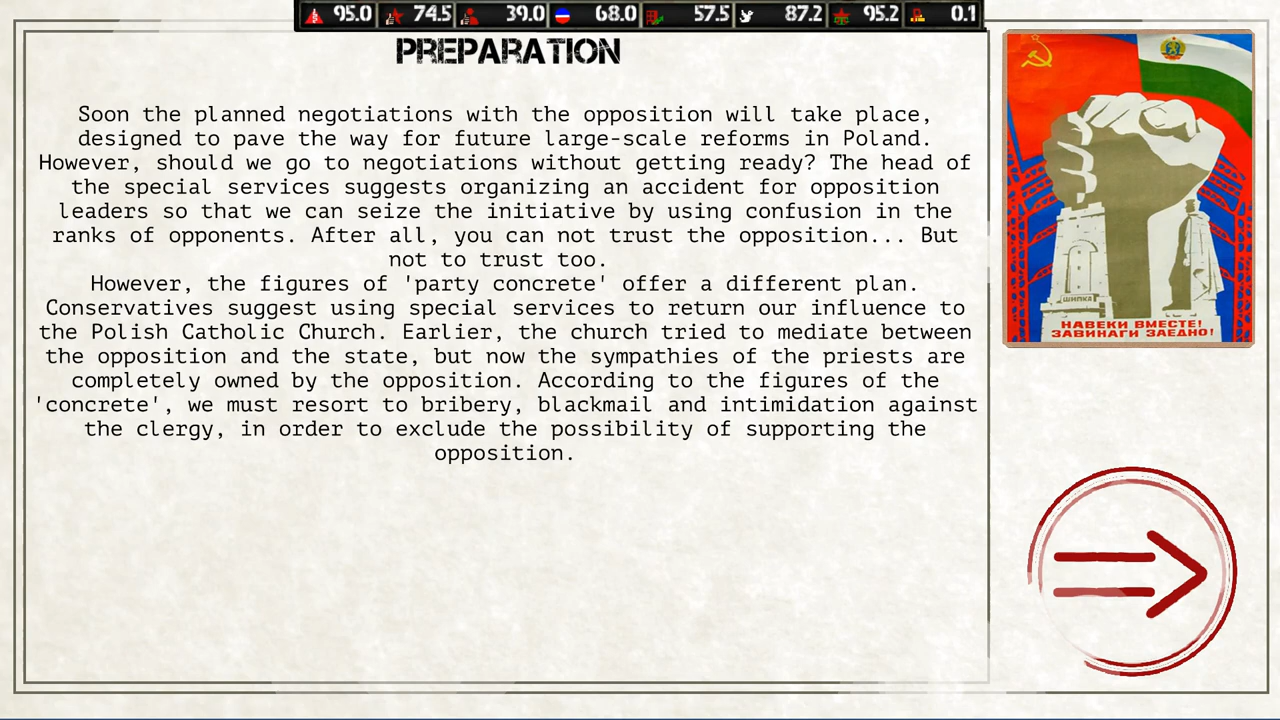 95.0 74.5 39.0 68.0 57.5 87.2 95.2 0.1
PREPARATION
Soon the planned negotiations with the opposition will take place,
designed to pave the way for future large-scale reforms in Poland.
However, should we go to negotiations without getting ready? The head of
the special services suggests organizing an accident for opposition
leaders so that we can seize the initiative by using confusion in the
ranks of opponents. After all, you can not trust the opposition... But
not to trust too.
However, the figures of 'party concrete' offer a different plan.
Conservatives suggest using special services to return our influence to
the Polish Catholic Church. Earlier, the church tried to mediate between
the opposition and the state, but now the sympathies of the priests are
completely owned by the opposition. According to the figures of the
'concrete', we must resort to bribery, blackmail and intimidation against
the clergy, in order to exclude the possibility of supporting the
opposition.
ШИПКА
НАВЕКИ ВМЕСТЕ!
ЗАВИНАГИ ЗАЕДНО!